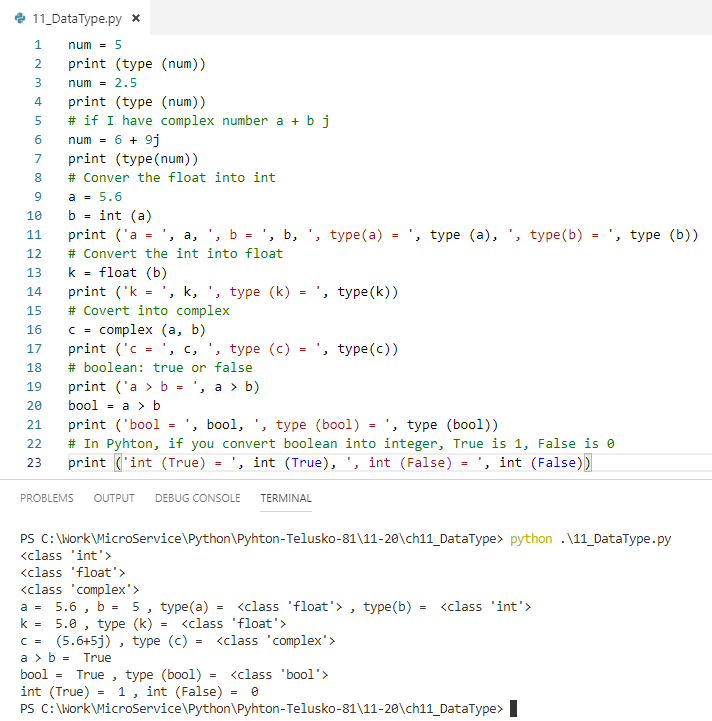 11_DataType.py ×
1 num = 5
2 print (type (num))
3 num = 2.5
4 print (type (num))
5 # if I have complex number a + b j
6 num = 6 + 9j
7 print (type(num))
8 # Conver the float into int
9 a = 5.6
10 b = int (a)
11 print ('a = ', a, ', b = ', b, ', type(a) = ', type (a), ', type(b) = ', type (b))
12 # Convert the int into float
13 k = float (b)
14 print ('k = ', k, ', type (k) = ', type(k))
15 # Covert into complex
16 c = complex (a, b)
17 print ('c = ', c, ', type (c) = ', type(c))
18 # boolean: true or false
19 print ('a > b = ', a > b)
20 bool = a > b
21 print ('bool = ', bool, ', type (bool) = ', type (bool))
22 # In Pyhton, if you convert boolean into integer, True is 1, False is 0
23 print ('int (True) = ', int (True), ', int (False) = ', int (False))
PROBLEMS OUTPUT DEBUG CONSOLE TERMINAL
PS C:\Work\MicroService\Python\Pyhton-Telusko-81\11-20\ch11_DataType> python .\11_DataType.py
<class 'int'>
<class 'float'>
<class 'complex'>
a =  5.6 , b =  5 , type(a) =  <class 'float'> , type(b) =  <class 'int'>
k =  5.0 , type (k) =  <class 'float'>
c =  (5.6+5j) , type (c) =  <class 'complex'>
a > b =  True
bool =  True , type (bool) =  <class 'bool'>
int (True) =  1 , int (False) =  0
PS C:\Work\MicroService\Python\Pyhton-Telusko-81\11-20\ch11_DataType>